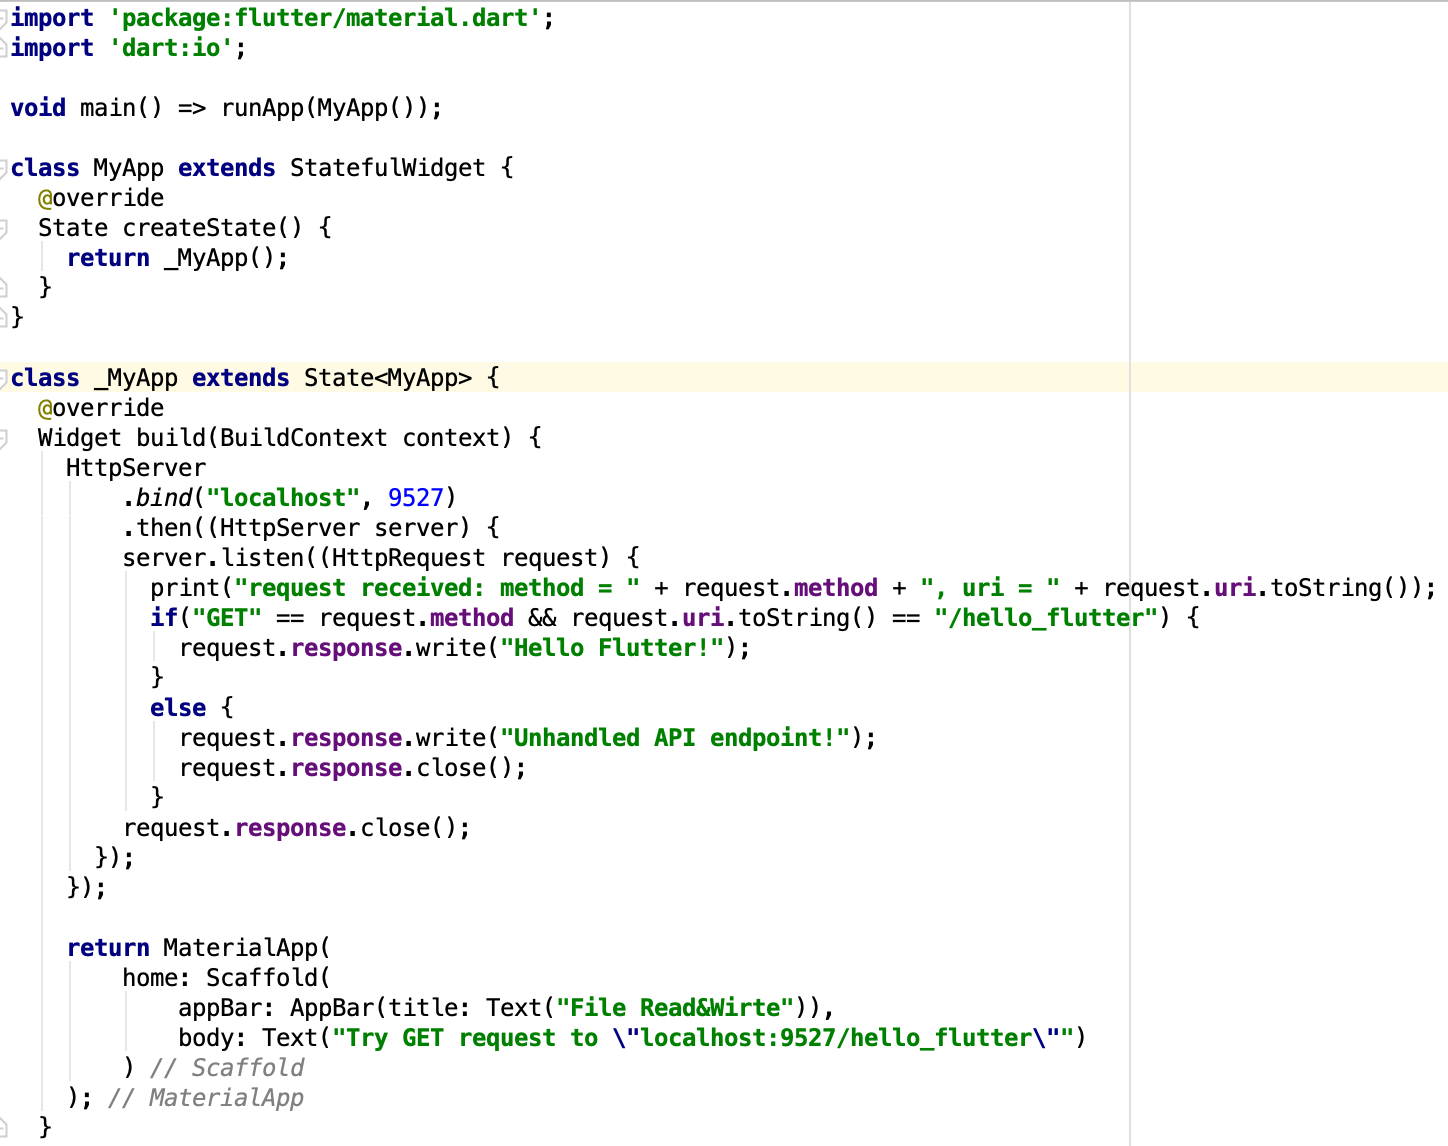 import 'package:flutter/material.dart';
import 'dart:io';
void main() => runApp(MyApp());
class MyApp extends StatefulWidget {
@override
State createState() {
return _MyApp();
}
}
class _MyApp extends State<MyApp> {
@override
Widget build(BuildContext context) {
HttpServer
.bind("localhost", 9527)
.then((HttpServer server) {
server.listen((HttpRequest request) {
print("request received: method = " + request.method + ", uri = " + request.uri.toString());
if("GET" == request.method && request.uri.toString() == "/hello_flutter") {
request.response.write("Hello Flutter!");
}
else {
request.response.write("Unhandled API endpoint!");
request.response.close();
}
request.response.close();
});
});
return MaterialApp(
home: Scaffold(
appBar: AppBar(title: Text("File Read&Wirte")),
body: Text("Try GET request to \"localhost:9527/hello_flutter\"")
) // Scaffold
); // MaterialApp
}